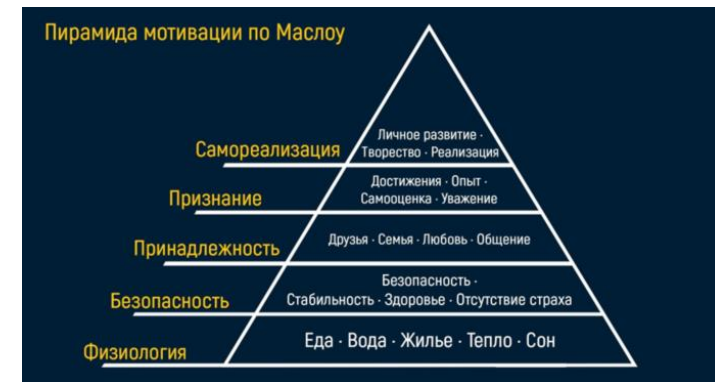 Пирамида мотивации по Маслоу
Самореализация
Личное развитие ·
Творество · Реализация
Признание
Достижения · Опыт ·
Самооценка · Уважение
Принадлежность
Друзья · Семья · Любовь · Общение
Безопасность
Безопасность ·
Стабильность · Здоровье · Отсутствие страха
Физиология
Еда · Вода · Жилье · Тепло · Сон